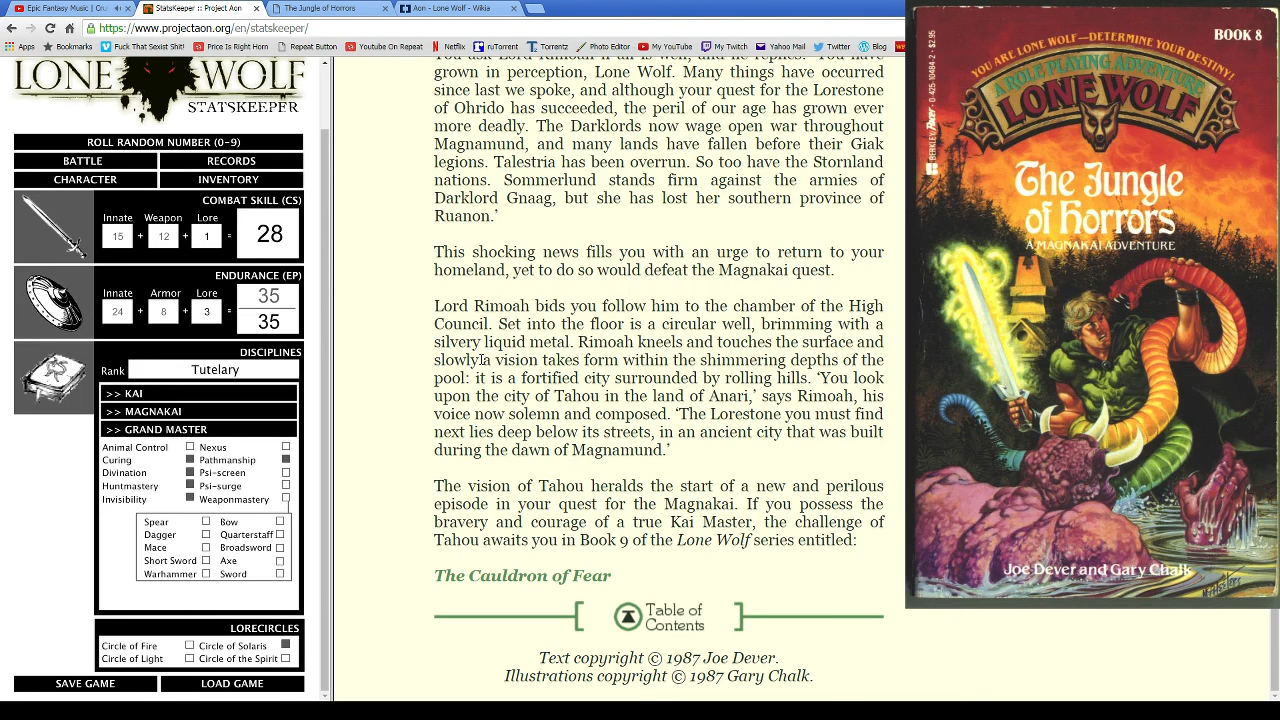 Epic Fantasy Music | Cru
StatsKeeper :: Project Aon
The Jungle of Horrors
Aon - Lone Wolf - Wikia
https://www.projectaon.org/en/statskeeper/
Apps
Bookmarks
Fuck That Sexist Shit!
Price Is Right Horn
Repeat Button
Youtube On Repeat
Netflix
ruTorrent
Torrentz
Photo Editor
My YouTube
My Twitch
Yahoo Mail
Twitter
Blog
LONE WOLF
STATSKEEPER
ROLL RANDOM NUMBER (0-9)
BATTLE
RECORDS
CHARACTER
INVENTORY
COMBAT SKILL (CS)
Innate
Weapon
Lore
15 + 12 + 1 = 28
ENDURANCE (EP)
Innate
Armor
Lore
35
24 + 8 + 3 =
35
DISCIPLINES
Rank
Tutelary
>> KAI
>> MAGNAKAI
>> GRAND MASTER
Animal Control
Nexus
Curing
Pathmanship
Divination
Psi-screen
Huntmastery
Psi-surge
Invisibility
Weaponmastery
Spear
Bow
Dagger
Quarterstaff
Mace
Broadsword
Short Sword
Axe
Warhammer
Sword
LORECIRCLES
Circle of Fire
Circle of Solaris
Circle of Light
Circle of the Spirit
SAVE GAME
LOAD GAME
grown in perception, Lone Wolf. Many things have occurred
since last we spoke, and although your quest for the Lorestone
of Ohrido has succeeded, the peril of our age has grown ever
more deadly. The Darklords now wage open war throughout
Magnamund, and many lands have fallen before their Giak
legions. Talestria has been overrun. So too have the Stornland
nations. Sommerlund stands firm against the armies of
Darklord Gnaag, but she has lost her southern province of
Ruanon.’
This shocking news fills you with an urge to return to your
homeland, yet to do so would defeat the Magnakai quest.
Lord Rimoah bids you follow him to the chamber of the High
Council. Set into the floor is a circular well, brimming with a
silvery liquid metal. Rimoah kneels and touches the surface and
slowly a vision takes form within the shimmering depths of the
pool: it is a fortified city surrounded by rolling hills. ‘You look
upon the city of Tahou in the land of Anari,’ says Rimoah, his
voice now solemn and composed. ‘The Lorestone you must find
next lies deep below its streets, in an ancient city that was built
during the dawn of Magnamund.’
The vision of Tahou heralds the start of a new and perilous
episode in your quest for the Magnakai. If you possess the
bravery and courage of a true Kai Master, the challenge of
Tahou awaits you in Book 9 of the Lone Wolf series entitled:
The Cauldron of Fear
Table of
Contents
Text copyright © 1987 Joe Dever.
Illustrations copyright © 1987 Gary Chalk.
BOOK 8
YOU ARE LONE WOLF—DETERMINE YOUR DESTINY!
A ROLE PLAYING ADVENTURE
LONE WOLF
The Jungle
of Horrors
A MAGNAKAI ADVENTURE
BERKLEY/Pacer • 0-425-10484-2 • $2.95
Joe Dever and Gary Chalk